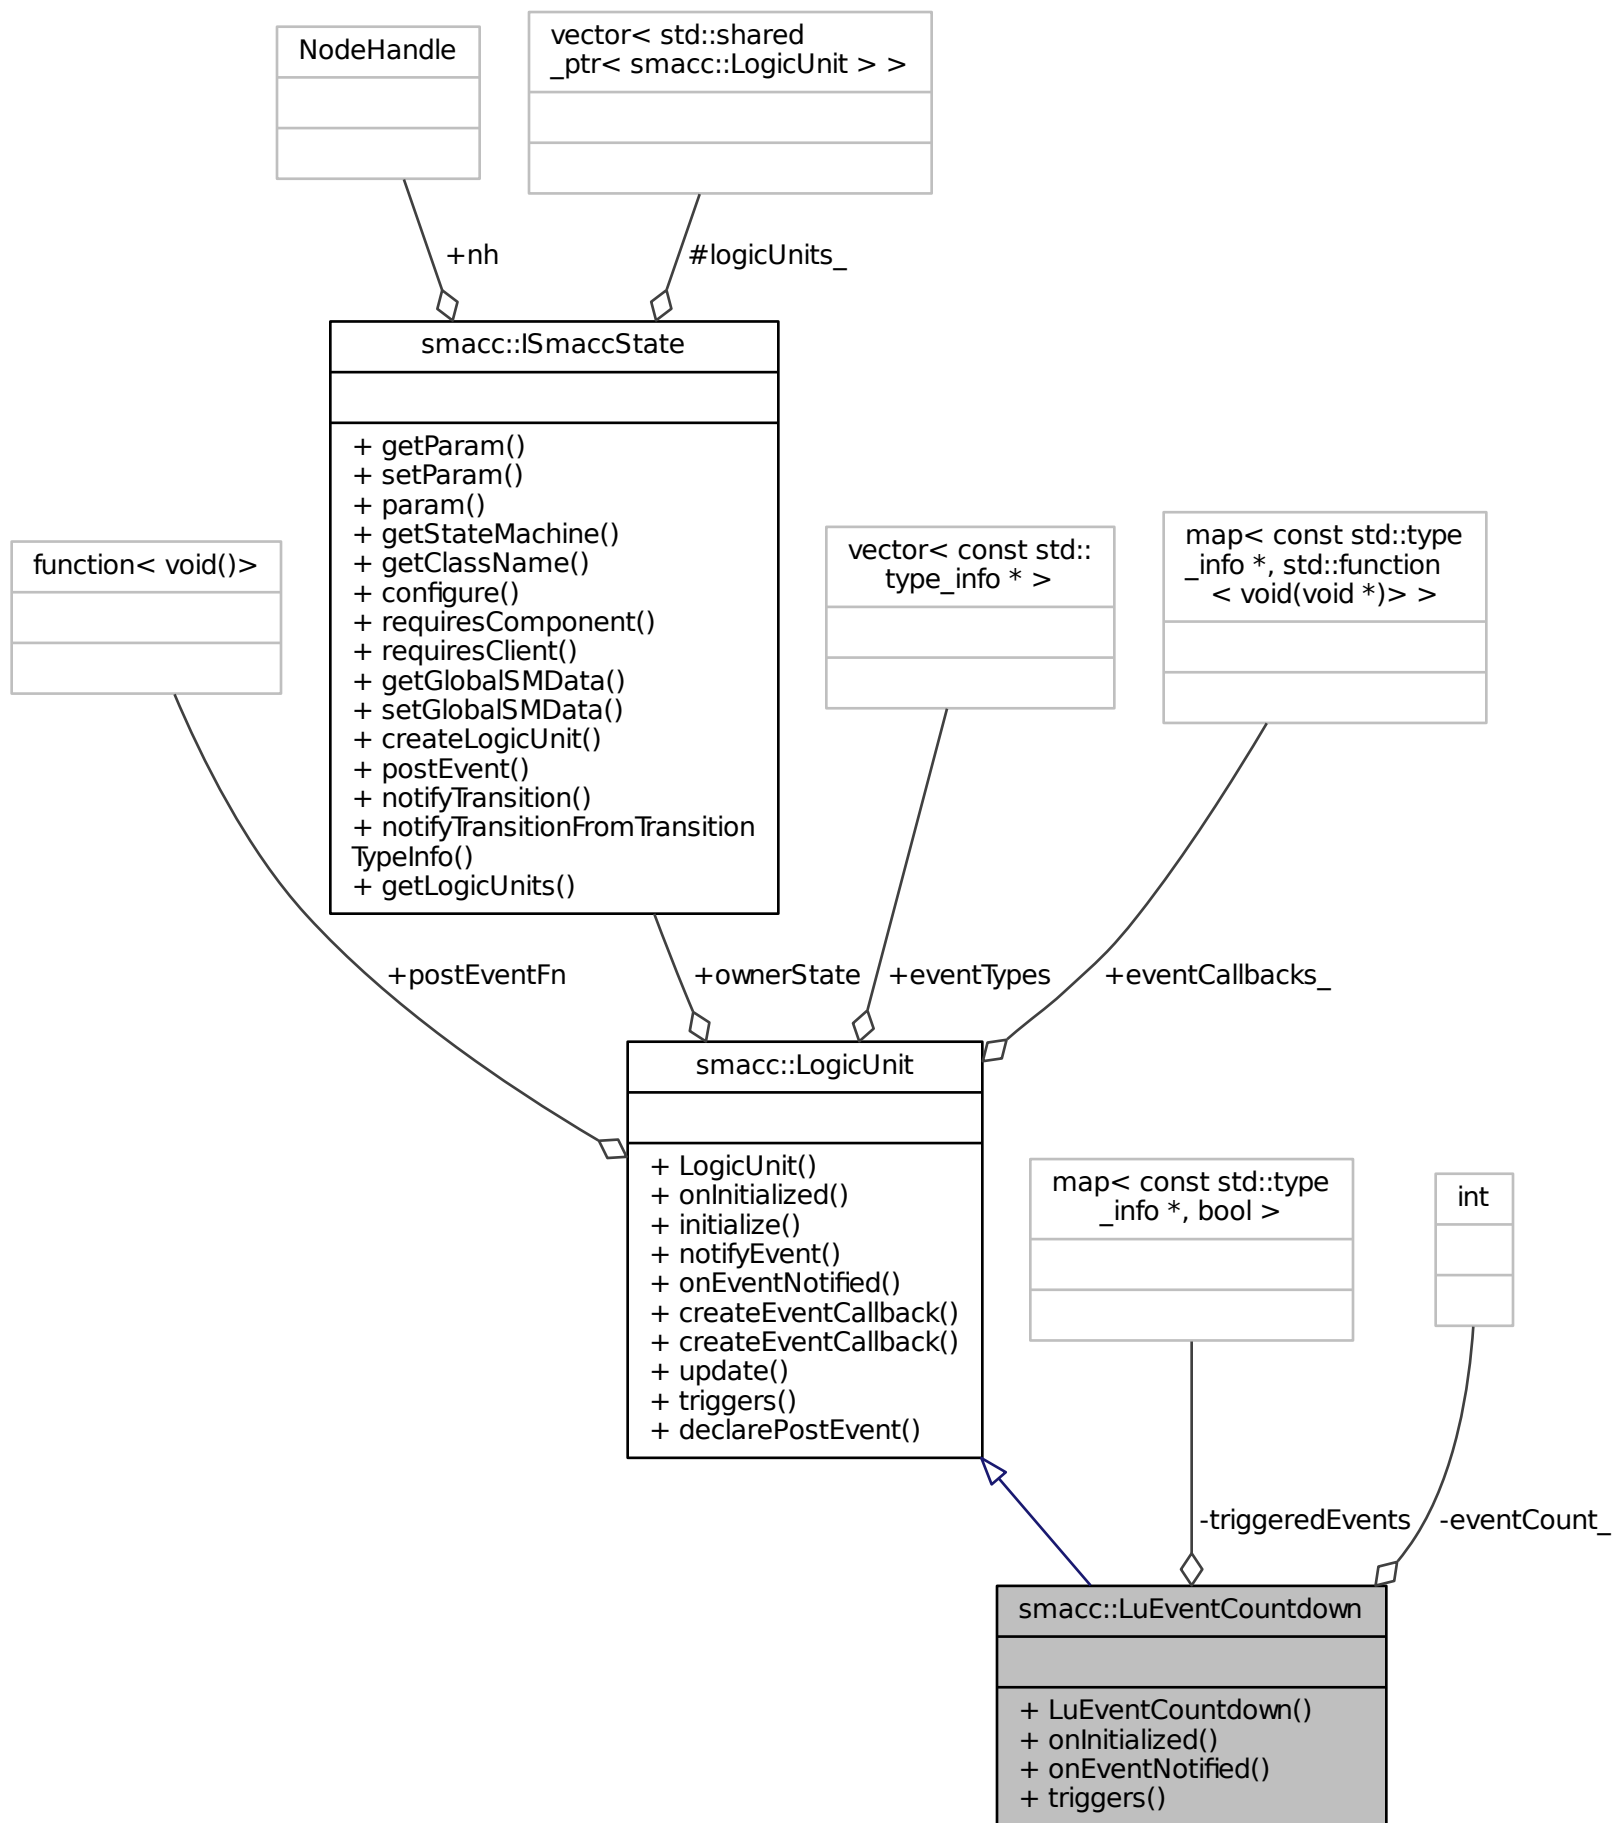 NodeHandle
vector< std::shared
_ptr< smacc::LogicUnit > >
+nh
#logicUnits_
smacc::ISmaccState
+ getParam()
+ setParam()
+ param()
+ getStateMachine()
+ getClassName()
+ configure()
+ requiresComponent()
+ requiresClient()
+ getGlobalSMData()
+ setGlobalSMData()
+ createLogicUnit()
+ postEvent()
+ notifyTransition()
+ notifyTransitionFromTransition
TypeInfo()
+ getLogicUnits()
function< void()>
vector< const std::
type_info * >
map< const std::type
_info *, std::function
< void(void *)> >
+postEventFn
+ownerState
+eventTypes
+eventCallbacks_
smacc::LogicUnit
+ LogicUnit()
+ onInitialized()
+ initialize()
+ notifyEvent()
+ onEventNotified()
+ createEventCallback()
+ createEventCallback()
+ update()
+ triggers()
+ declarePostEvent()
map< const std::type
_info *, bool >
int
-triggeredEvents
-eventCount_
smacc::LuEventCountdown
+ LuEventCountdown()
+ onInitialized()
+ onEventNotified()
+ triggers()